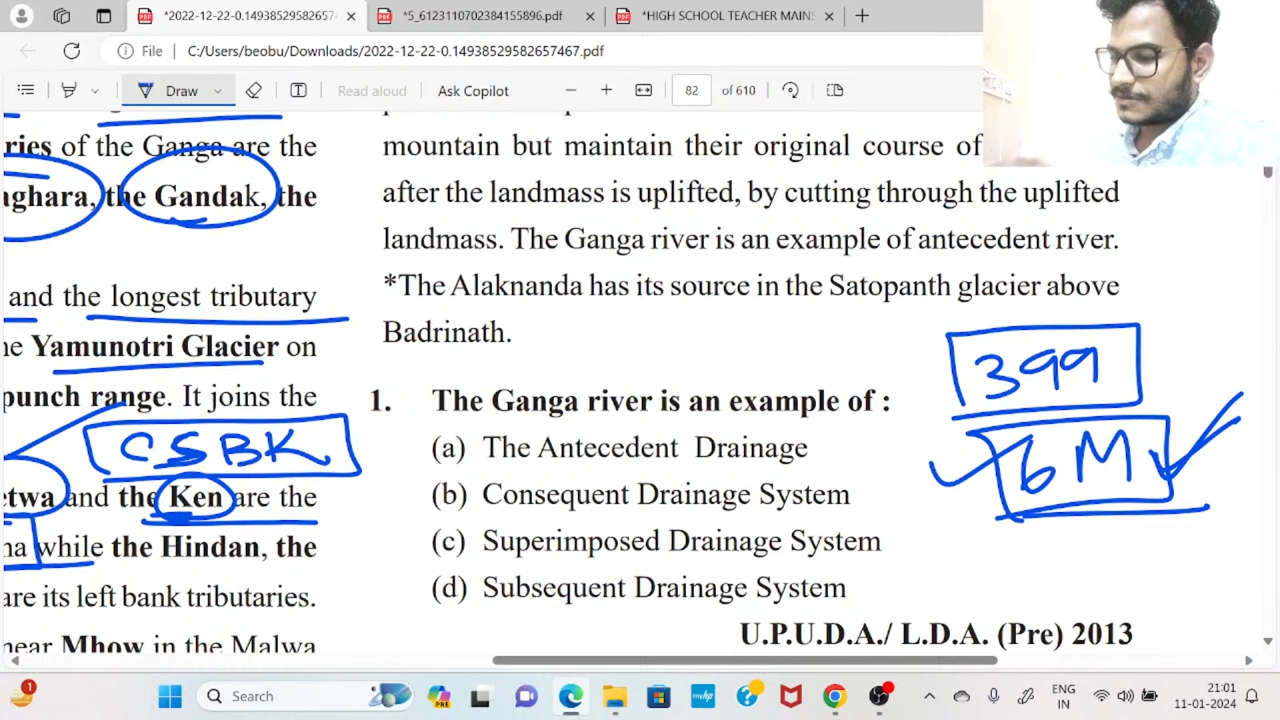 *2022-12-22-0.14938529582657
*5_6123110702384155896.pdf
*HIGH SCHOOL TEACHER MAINS
File
C:/Users/beobu/Downloads/2022-12-22-0.14938529582657467.pdf
Draw
Read aloud
Ask Copilot
82
of 610
ries of the Ganga are the
aghara, the Gandak, the
and the longest tributary
ne Yamunotri Glacier on
punch range. It joins the
CSBK
etwa and the Ken are the
na while the Hindan, the
are its left bank tributaries.
near Mhow in the Malwa
mountain but maintain their original course of
after the landmass is uplifted, by cutting through the uplifted
landmass. The Ganga river is an example of antecedent river.
*The Alaknanda has its source in the Satopanth glacier above
Badrinath.
399
6M
1. The Ganga river is an example of :
(a) The Antecedent Drainage
(b) Consequent Drainage System
(c) Superimposed Drainage System
(d) Subsequent Drainage System
U.P.U.D.A./ L.D.A. (Pre) 2013
1
Search
PRE
ENG
IN
21:01
11-01-2024